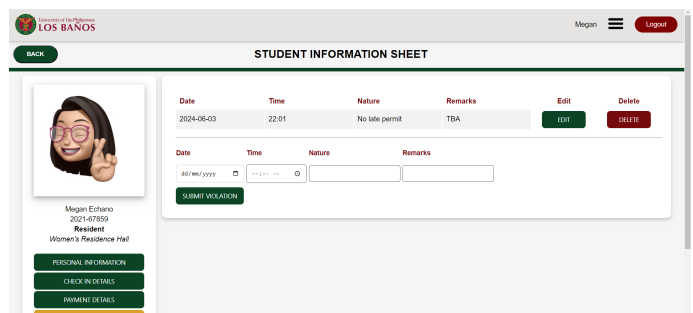 University of the Philippines
LOS BAÑOS
Megan
Logout
BACK
STUDENT INFORMATION SHEET
Date Time Nature Remarks Edit Delete
2024-06-03 22:01 No late permit TBA EDIT DELETE
Date Time Nature Remarks
dd/mm/yyyy --:-- --
SUBMIT VIOLATION
Megan Echano
2021-67859
Resident
Women's Residence Hall
PERSONAL INFORMATION
CHECK IN DETAILS
PAYMENT DETAILS